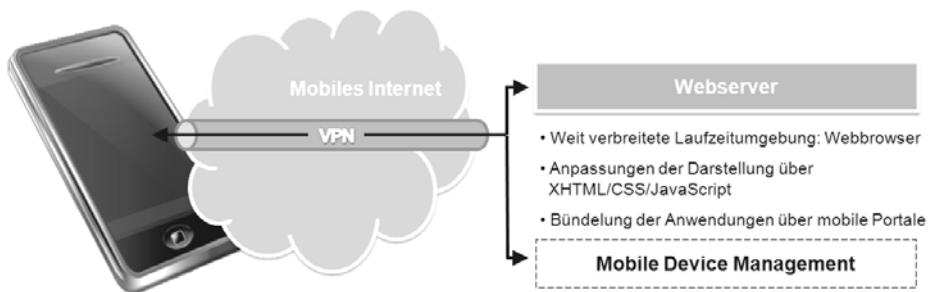 Mobiles Internet
VPN
Webserver
• Weit verbreitete Laufzeitumgebung: Webbrowser
• Anpassungen der Darstellung über
XHTML/CSS/JavaScript
• Bündelung der Anwendungen über mobile Portale
Mobile Device Management